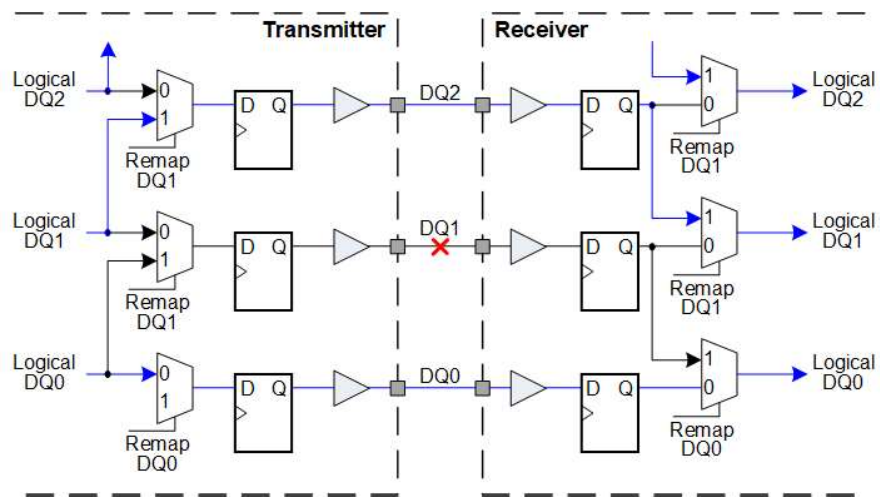 Transmitter
Receiver
Logical
DQ2
0
1
Remap
DQ1
D Q
DQ2
D Q
1
0
Remap
DQ1
Logical
DQ2
Logical
DQ1
0
1
Remap
DQ1
D Q
DQ1
D Q
1
0
Remap
DQ1
Logical
DQ1
Logical
DQ0
0
1
Remap
DQ0
D Q
DQ0
D Q
1
0
Remap
DQ0
Logical
DQ0